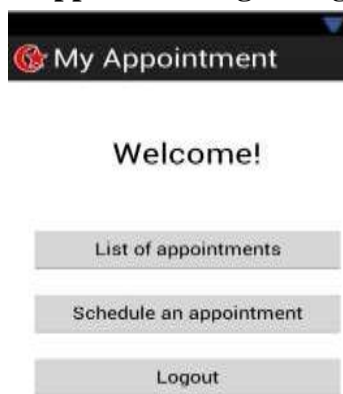 My Appointment
Welcome!
List of appointments
Schedule an appointment
Logout